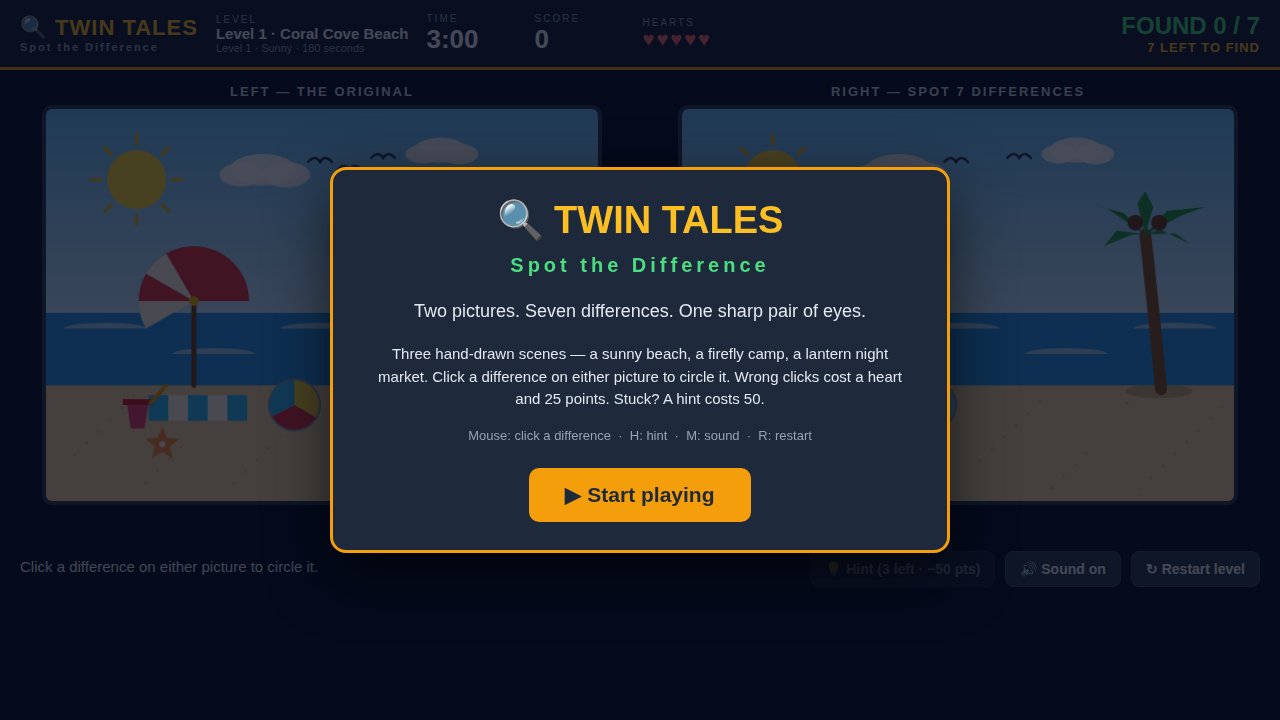 🔍 TWIN TALES
Spot the Difference
LEVEL
Level 1 · Coral Cove Beach
Level 1 · Sunny · 180 seconds
TIME
3:00
SCORE
0
HEARTS
♥♥♥♥♥
FOUND 0 / 7
7 LEFT TO FIND
LEFT — THE ORIGINAL
RIGHT — SPOT 7 DIFFERENCES
🔍 TWIN TALES
Spot the Difference
Two pictures. Seven differences. One sharp pair of eyes.
Three hand-drawn scenes — a sunny beach, a firefly camp, a lantern night
market. Click a difference on either picture to circle it. Wrong clicks cost a heart
and 25 points. Stuck? A hint costs 50.
Mouse: click a difference · H: hint · M: sound · R: restart
▶ Start playing
Click a difference on either picture to circle it.
💡 Hint (3 left · −50 pts)
🔊 Sound on
↻ Restart level